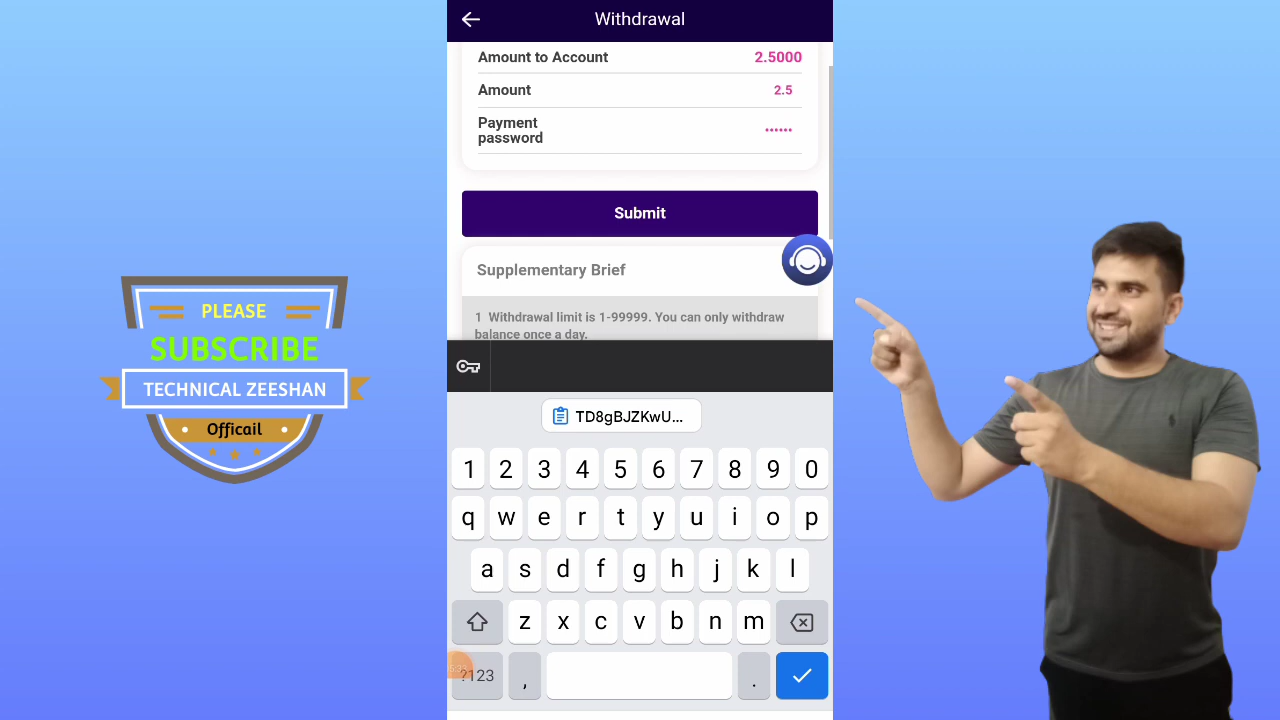 Withdrawal
Amount to Account 2.5000
Amount 2.5
Payment
password ••••••
Submit
Supplementary Brief
1 Withdrawal limit is 1-99999. You can only withdraw
balance once a day.
TD8gBJZKwU...
1 2 3 4 5 6 7 8 9 0
q w e r t y u i o p
a s d f g h j k l
z x c v b n m
?123 , .
PLEASE
SUBSCRIBE
TECHNICAL ZEESHAN
Officail